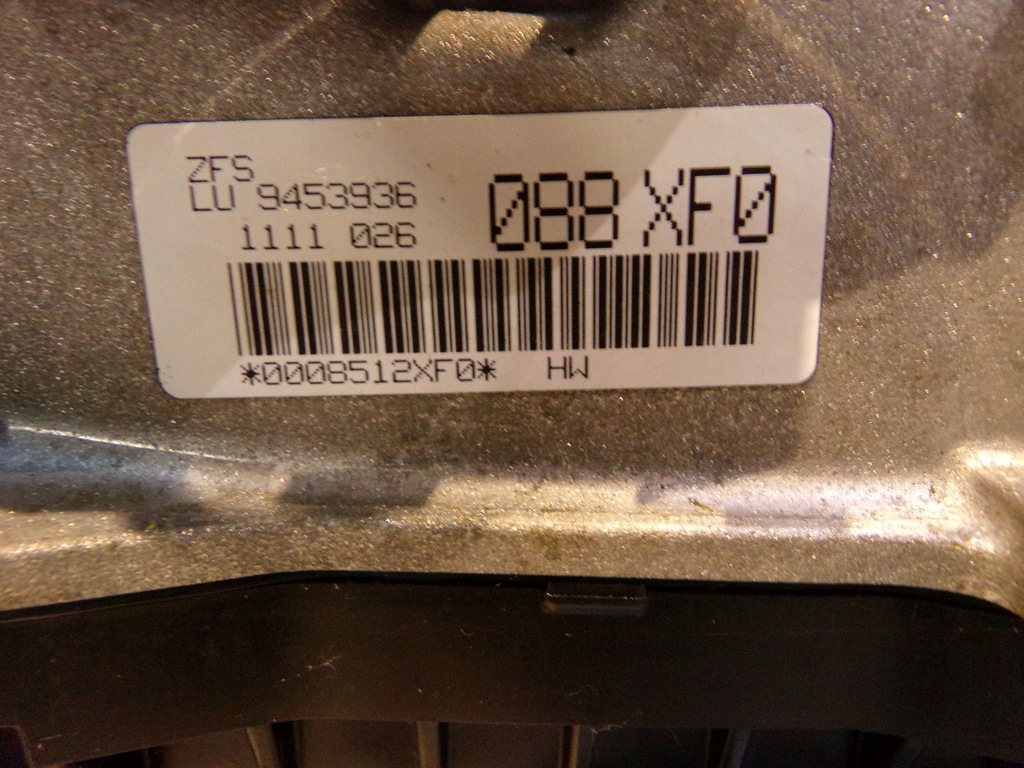 ZFS
LU 9453936
1111 026
088 XF0
*0008512XF0* HW